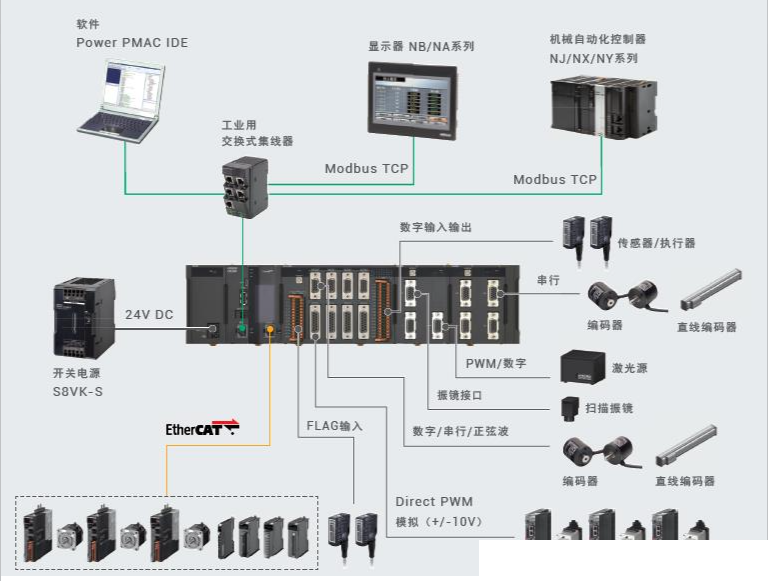 软件
Power PMAC IDE
显示器 NB/NA系列
机械自动化控制器
NJ/NX/NY系列
工业用
交换式集线器
Modbus TCP
Modbus TCP
数字输入输出
传感器/执行器
串行
24V DC
编码器
直线编码器
PWM/数字
激光源
开关电源
S8VK-S
振镜接口
扫描振镜
EtherCAT
FLAG输入
数字/串行/正弦波
编码器
直线编码器
Direct PWM
模拟（+/-10V）